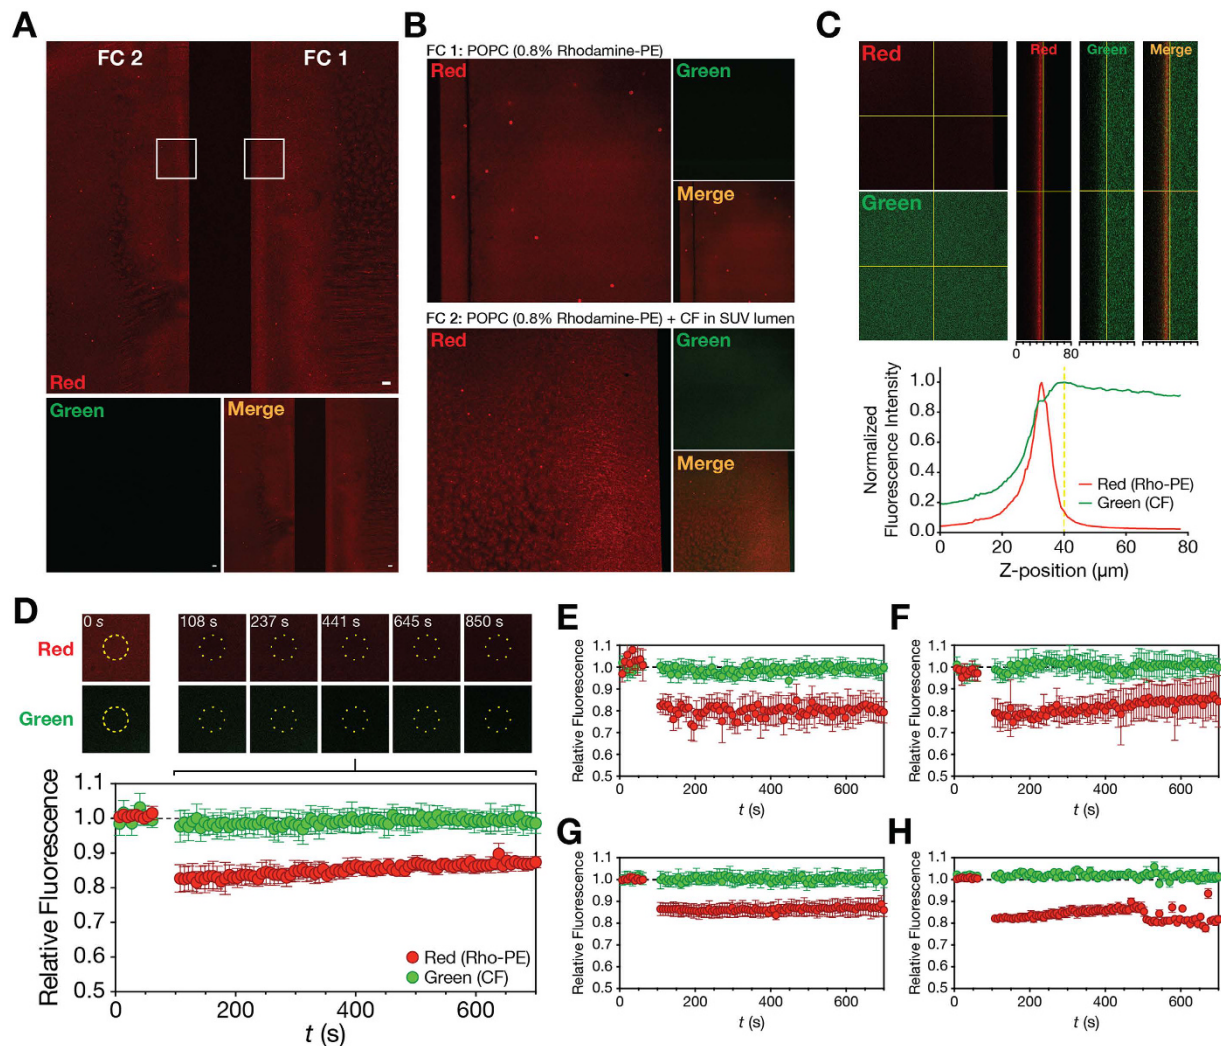 A
FC 2
FC 1
Red
Green
Merge
B
FC 1: POPC (0.8% Rhodamine-PE)
Red
Green
Merge
FC 2: POPC (0.8% Rhodamine-PE) + CF in SUV lumen
Red
Green
Merge
C
Red
Green
Red
Green
Merge
0
80
Normalized
Fluorescence Intensity
1.0
0.8
0.6
0.4
0.2
0.0
Red (Rho-PE)
Green (CF)
0
20
40
60
80
Z-position (μm)
D
0 s
108 s
237 s
441 s
645 s
850 s
Red
Green
Relative Fluorescence
1.1
1.0
0.9
0.8
0.7
0.6
0.5
Red (Rho-PE)
Green (CF)
0
200
400
600
t (s)
E
Relative Fluorescence
1.1
1.0
0.9
0.8
0.7
0.6
0.5
0
200
400
600
t (s)
F
Relative Fluorescence
1.1
1.0
0.9
0.8
0.7
0.6
0.5
0
200
400
600
t (s)
G
Relative Fluorescence
1.1
1.0
0.9
0.8
0.7
0.6
0.5
0
200
400
600
t (s)
H
Relative Fluorescence
1.1
1.0
0.9
0.8
0.7
0.6
0.5
0
200
400
600
t (s)